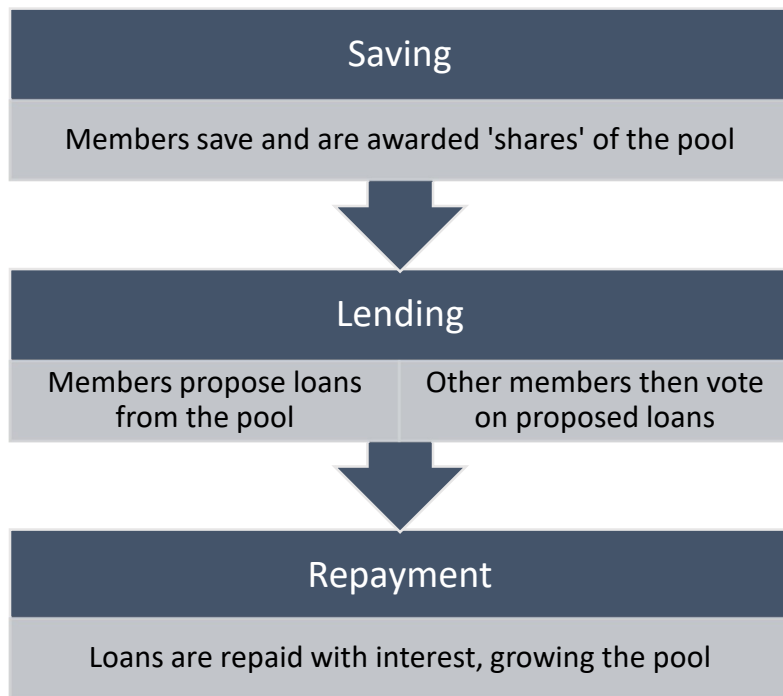 Saving
Members save and are awarded 'shares' of the pool
Lending
Members propose loans
from the pool
Other members then vote
on proposed loans
Repayment
Loans are repaid with interest, growing the pool